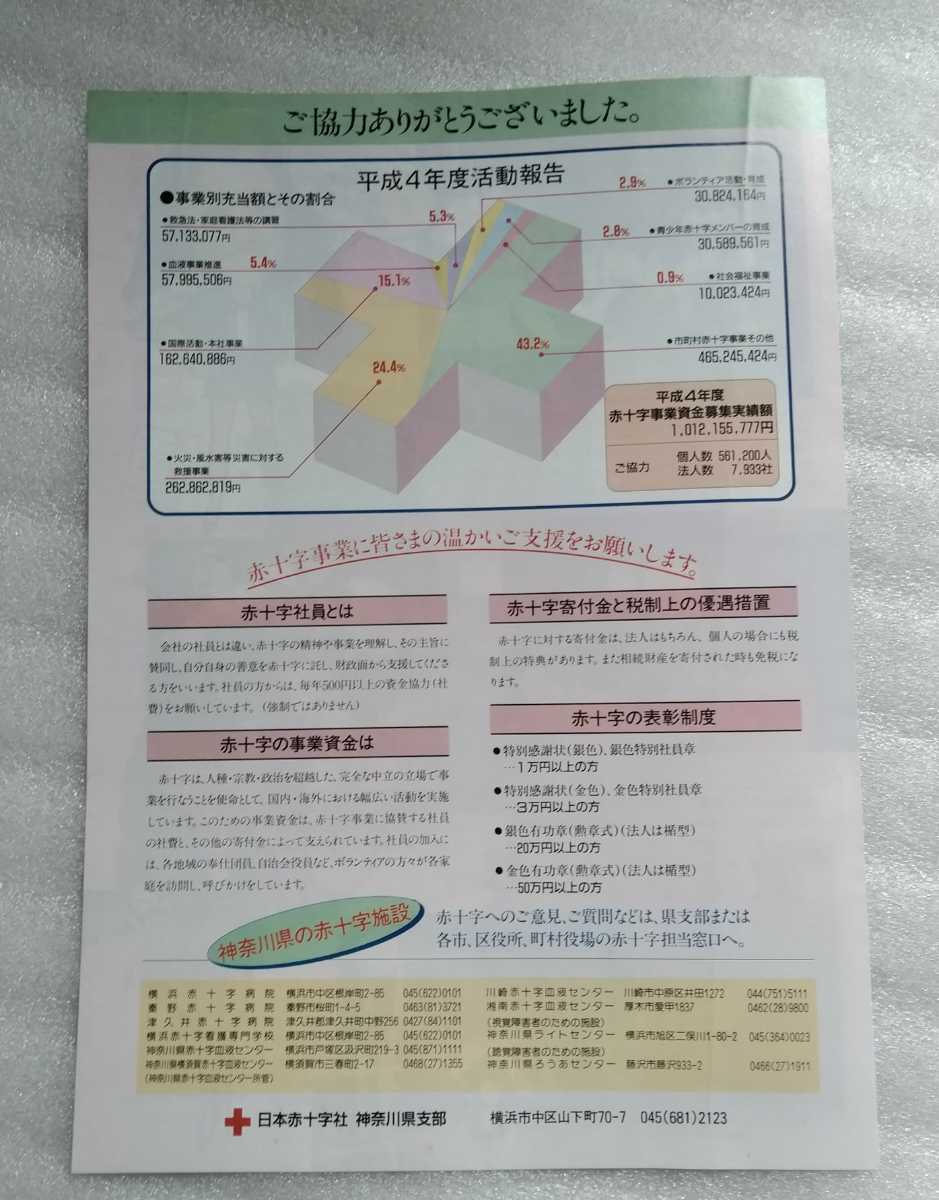 ご協力ありがとうございました。
平成4年度活動報告
●事業別充当額とその割合
●救急法・家庭看護法等の講習
57.133.077円
5.3%
●血液事業推進
57.995.506円
5.4%
●国際活動・本社事業
162.640.886円
15.1%
●火災・風水害等災害に対する
救援事業
262.862.819円
24.4%
2.9%
●ボランティア活動・育成
30.824.164円
2.8%
●青少年赤十字メンバーの育成
30.589.561円
0.9%
●社会福祉事業
10.023.424円
43.2%
●市町村赤十字事業その他
465.245.424円
平成4年度
赤十字事業資金募集実績額
1.012.155.777円
ご協力
個人数 561,200人
法人数 7,933社
赤十字事業に皆さまの温かいご支援をお願いします。
赤十字社員とは
会社の社員とは違い、赤十字の精神や事業を理解し、その主旨に
賛同し、自分自身の善意を赤十字に託し、財政面から支援してくださ
る方をいいます。社員の方からは、毎年500円以上の資金協力(社
費)をお願いしています。(強制ではありません)
赤十字の事業資金は
赤十字は、人種・宗教・政治を超越した、完全な中立の立場で事
業を行なうことを使命として、国内・海外における幅広い活動を実施
しています。このための事業資金は、赤十字事業に協賛する社員
の社費と、その他の寄付金によって支えられています。社員の加入に
は、各地域の奉仕団員、自治会役員など、ボランティアの方々が各家
庭を訪問し、呼びかけをしています。
赤十字寄付金と税制上の優遇措置
赤十字に対する寄付金は、法人はもちろん、個人の場合にも税
制上の特典があります。また相続財産を寄付された時も免税にな
ります。
赤十字の表彰制度
●特別感謝状(銀色)、銀色特別社員章
…1万円以上の方
●特別感謝状(金色)、金色特別社員章
…3万円以上の方
●銀色有功章(勲章式)(法人は楯型)
…20万円以上の方
●金色有功章(勲章式)(法人は楯型)
…50万円以上の方
神奈川県の赤十字施設
赤十字へのご意見、ご質問などは、県支部または
各市、区役所、町村役場の赤十字担当窓口へ。
横浜赤十字病院 横浜市中区根岸町2-85 045(622)0101
秦野赤十字病院 秦野市桜町1-4-5 0463(81)3721
津久井赤十字病院 津久井郡津久井町中野256 0427(84)1101
横浜赤十字看護専門学校 横浜市中区根岸町2-85 045(622)0101
神奈川県赤十字血液センター 横浜市戸塚区汲沢町219-3 045(871)1111
神奈川県横須賀赤十字血液センター 横須賀市三春町2-17 0468(27)1355
(神奈川県赤十字血液センター所管)
川崎赤十字血液センター 川崎市中原区井田1272 044(751)5111
湘南赤十字血液センター 厚木市愛甲1837 0462(28)9800
(視覚障害者のための施設)
神奈川県ライトセンター 横浜市旭区二俣川1-80-2 045(364)0023
(聴覚障害者のための施設)
神奈川県ろうあセンター 藤沢市藤沢933-2 0466(27)1911
日本赤十字社 神奈川県支部 横浜市中区山下町70-7 045(681)2123